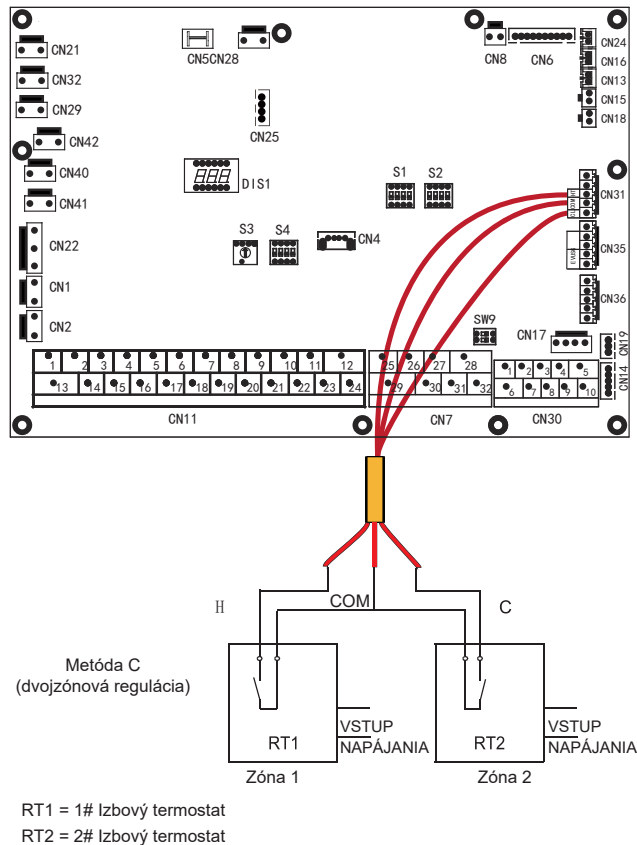 CN21
CN32
CN29
CN42
CN40
CN41
CN22
CN1
CN2
CN5CN28
CN25
DIS1
S3
S4
CN4
S1
S2
CN8
CN6
CN24
CN16
CN13
CN15
CN18
CN31
CN35
CN36
CN19
CN17
CN14
SW9
1 2 3 4 5 6 7 8 9 10 11 12
13 14 15 16 17 18 19 20 21 22 23 24
CN11
25 26 27 28
29 30 31 32
CN7
1 2 3 4 5
6 7 8 9 10
CN30
H
COM
C
Metóda C
(dvojzónová regulácia)
RT1
VSTUP
NAPÁJANIA
RT2
VSTUP
NAPÁJANIA
Zóna 1
Zóna 2
RT1 = 1# Izbový termostat
RT2 = 2# Izbový termostat